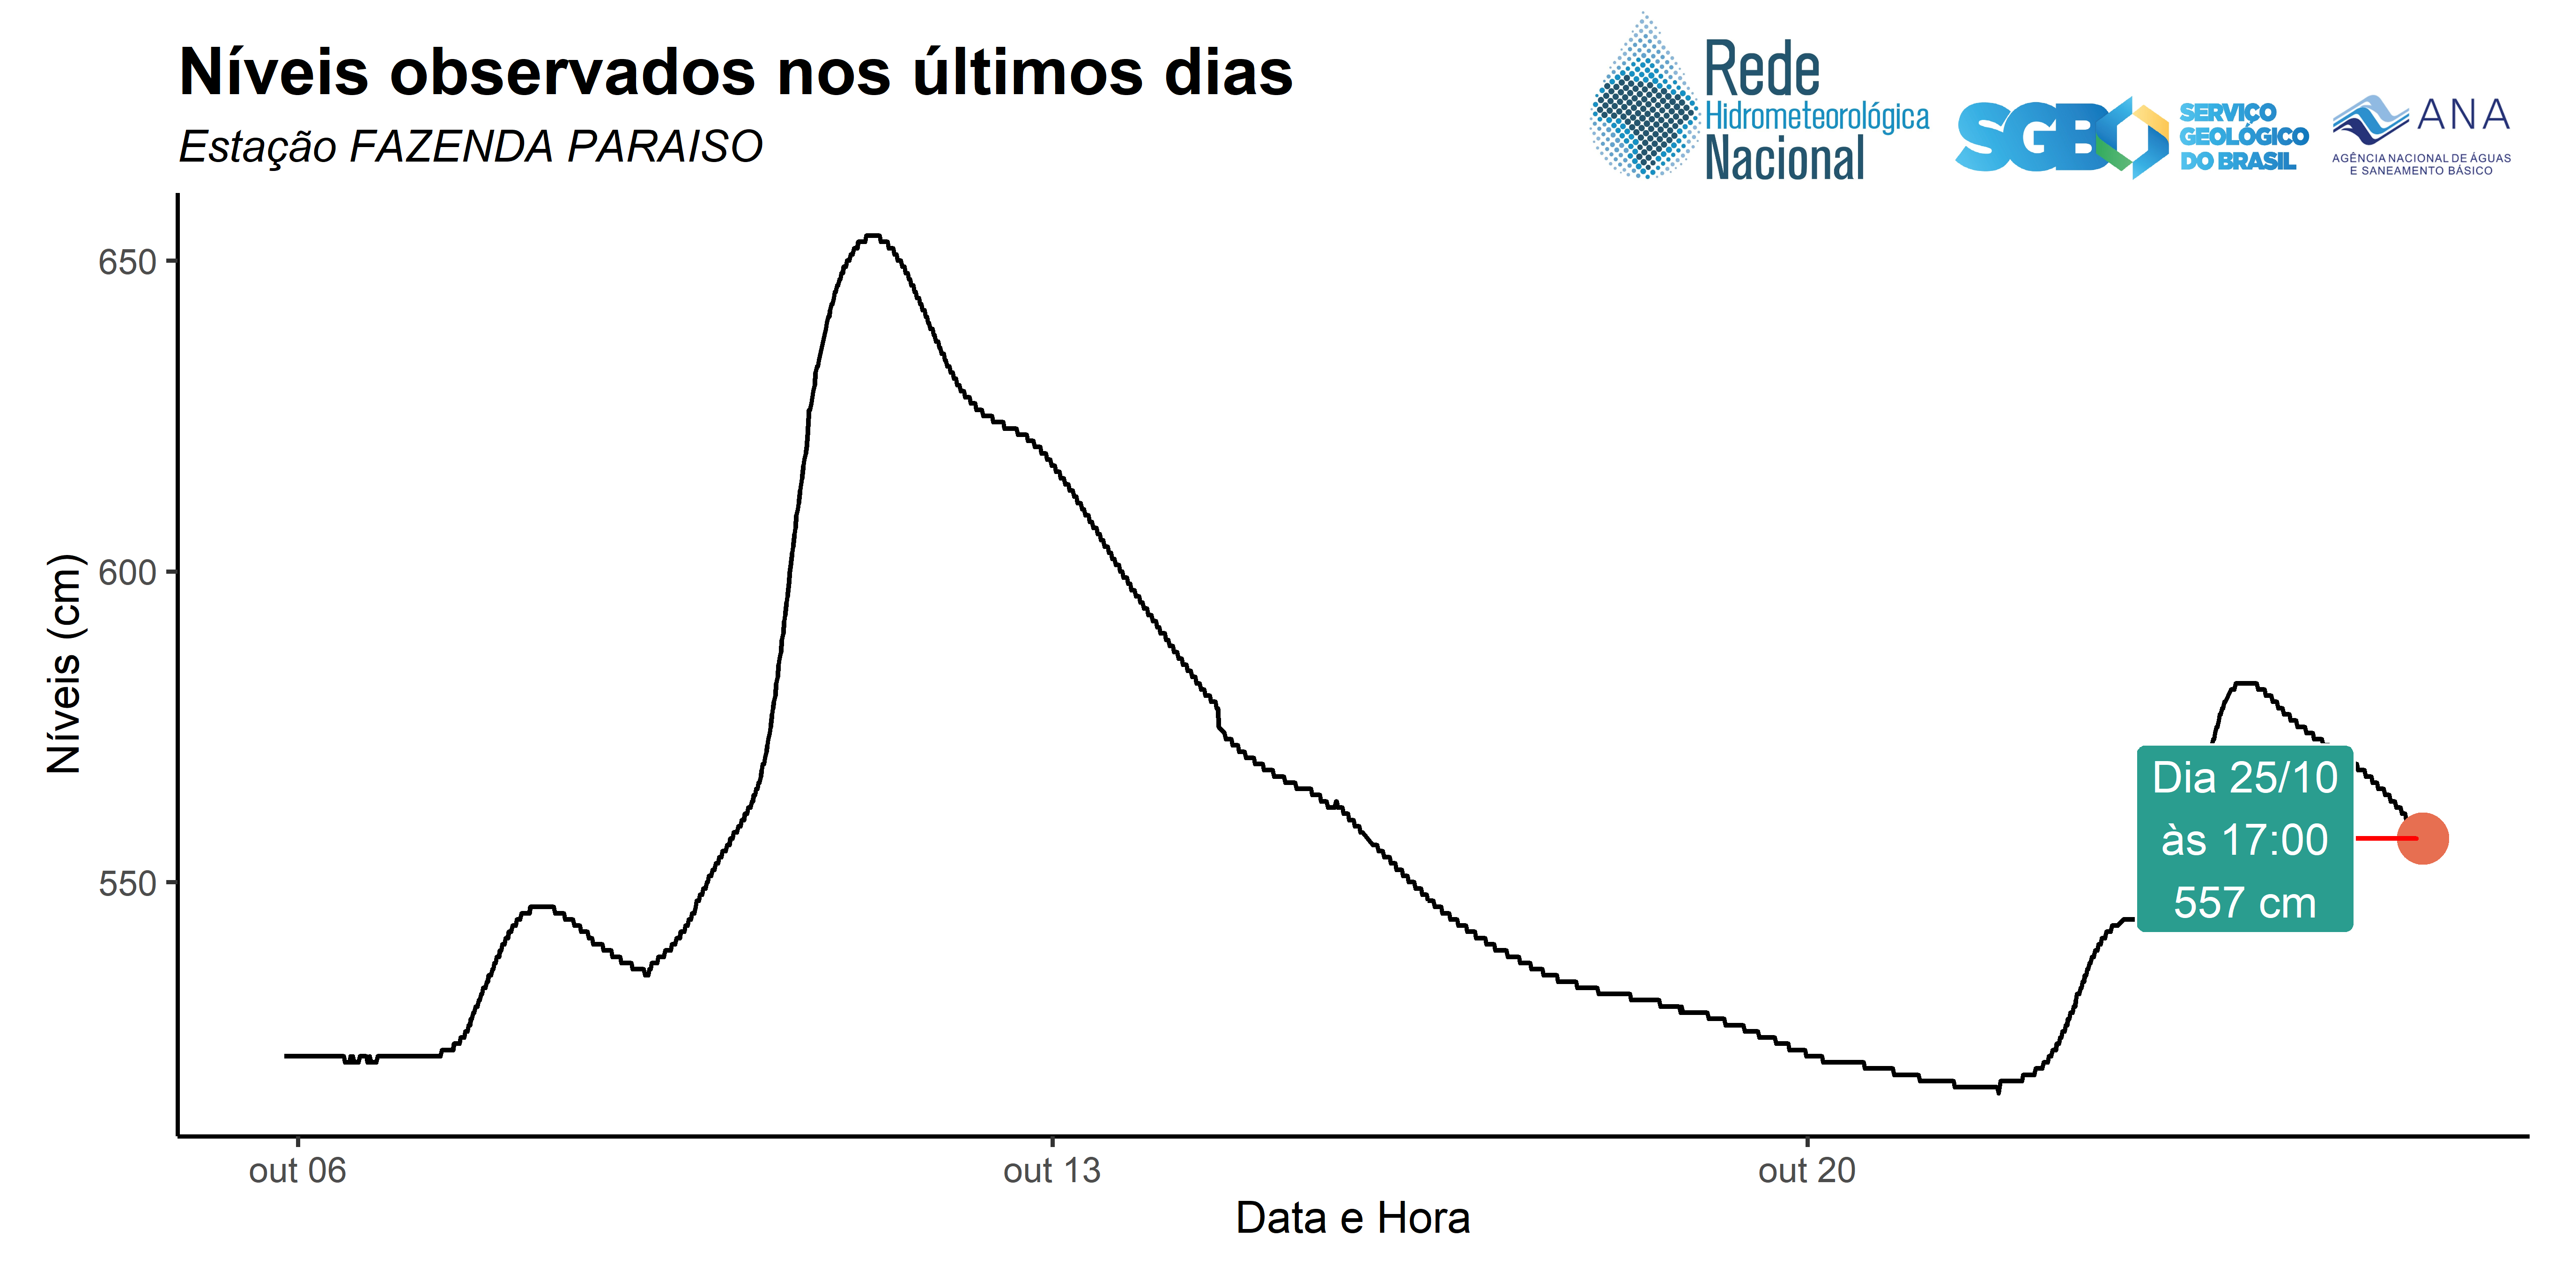 Níveis observados nos últimos dias
Estação FAZENDA PARAISO
Rede
Hidrometeorológica
Nacional
SGB
SERVIÇO
GEOLÓGICO
DO BRASIL
ANA
AGÊNCIA NACIONAL DE ÁGUAS
E SANEAMENTO BÁSICO
Níveis (cm)
650
600
550
Dia 25/10
às 17:00
557 cm
out 06
out 13
out 20
Data e Hora